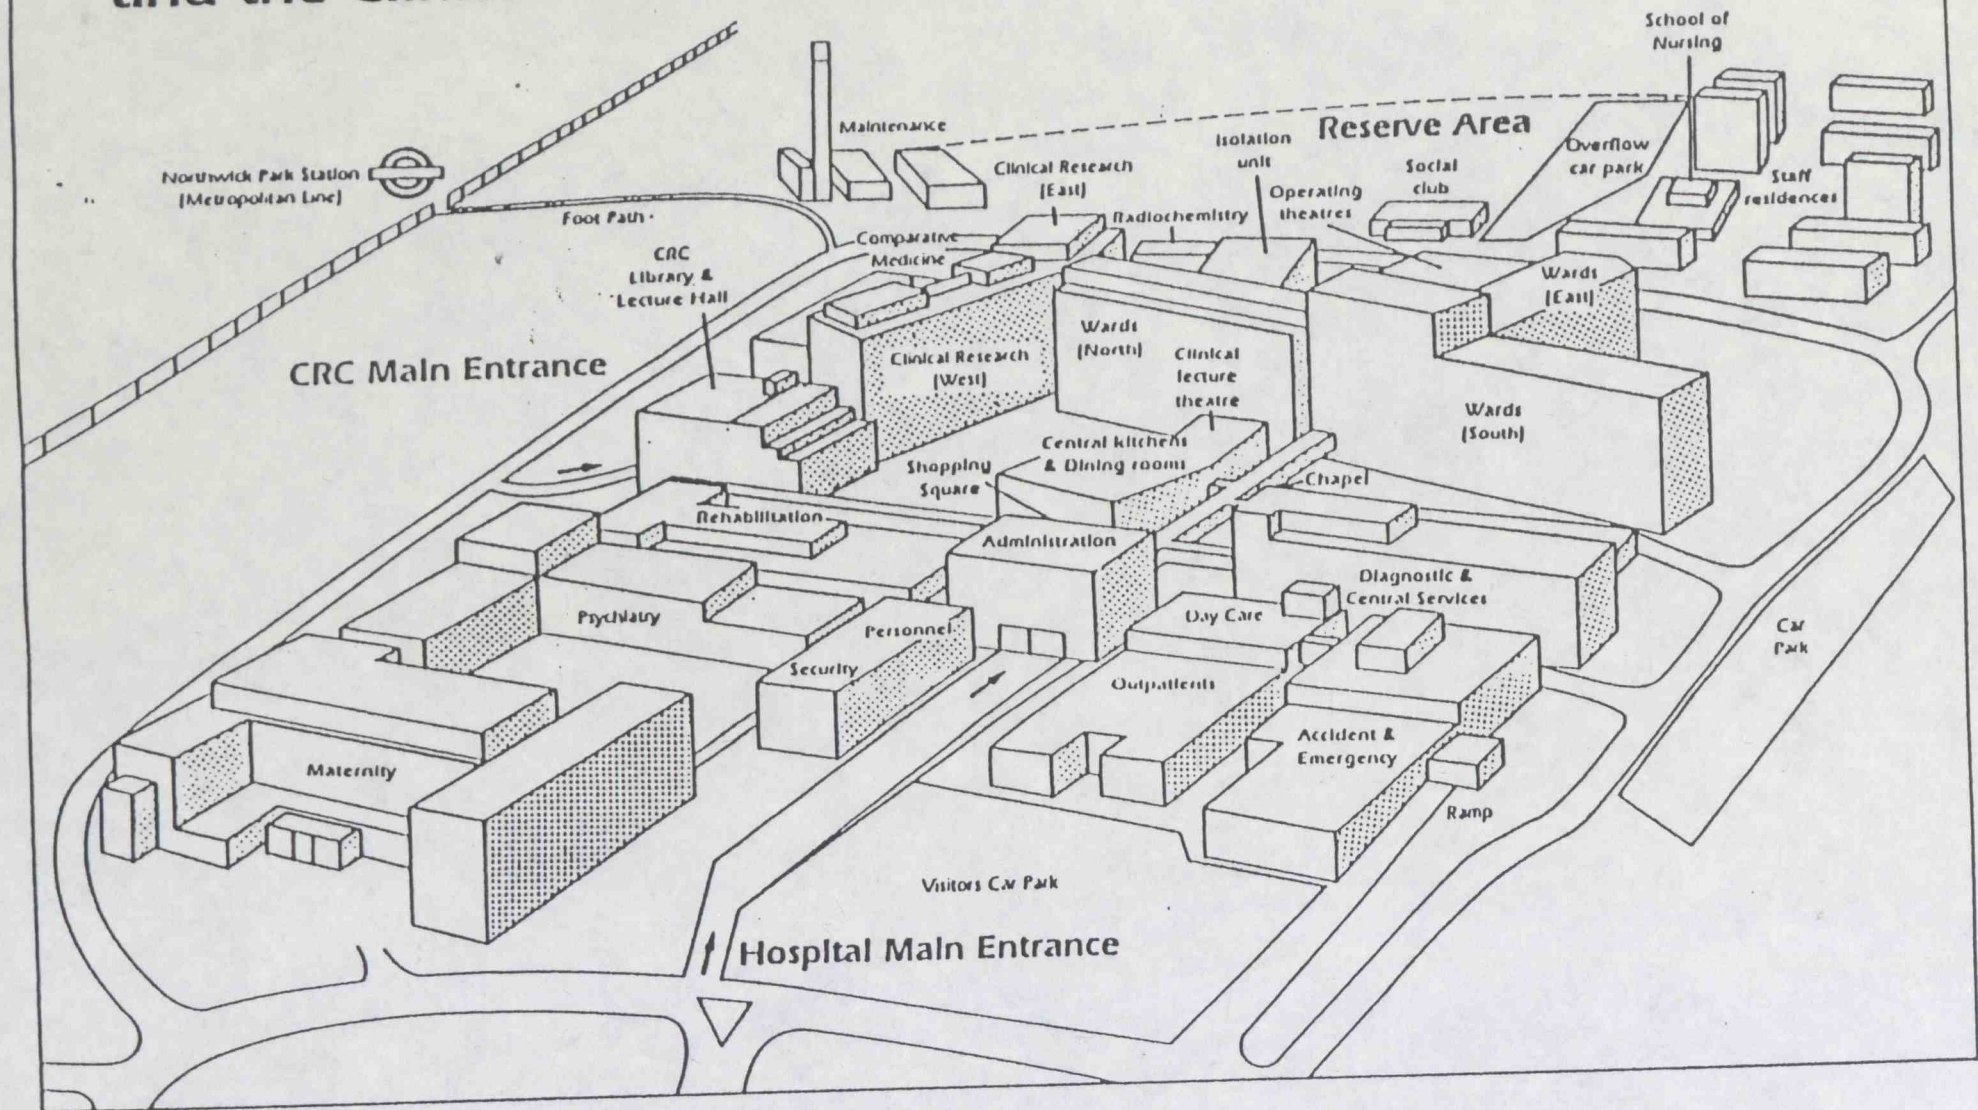 and the
School of
Nursing
Maintenance
Reserve Area
Isolation
unit
Overflow
car park
Northwick Park Station
(Metropolitan Line)
Clinical Research
(East)
Social
club
Staff
residences
Operating
theatres
Foot Path
Radiochemistry
Comparative
Medicine
CRC
Library &
Lecture Hall
Wards
(East)
Wards
(North)
Clinical
lecture
theatre
Clinical Research
(West)
CRC Main Entrance
Wards
(South)
Central kitchens
& Dining rooms
Shopping
Square
Chapel
Rehabilitation
Administration
Diagnostic &
Central Services
Psychiatry
Day Care
Personnel
Car
Park
Security
Outpatients
Accident &
Emergency
Maternity
Ramp
Visitors Car Park
Hospital Main Entrance